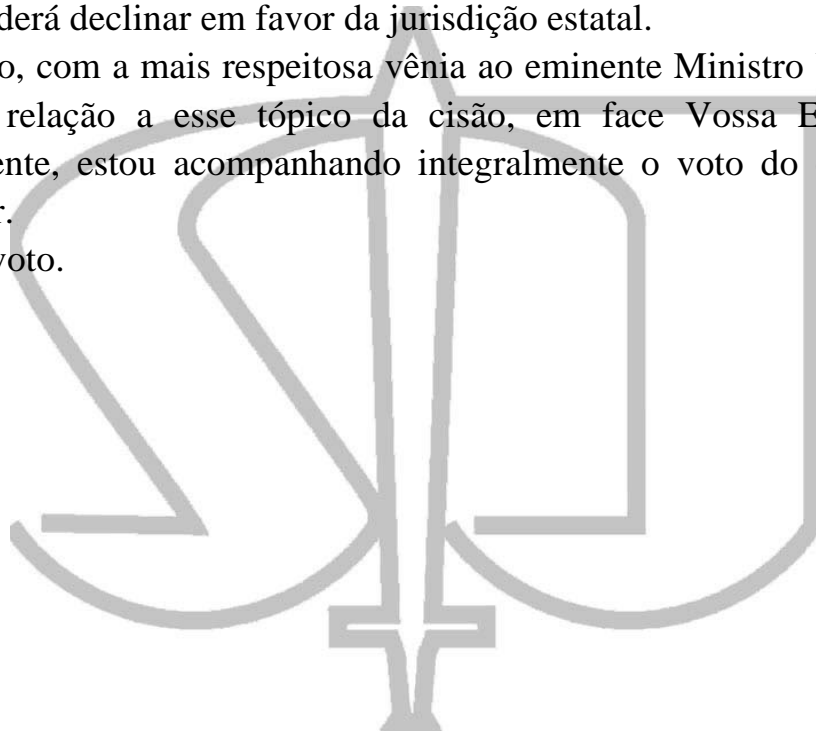 derá declinar em favor da jurisdição estatal.
o, com a mais respeitosa vênia ao eminente Ministro
relação a esse tópico da cisão, em face Vossa E
ente, estou acompanhando integralmente o voto do
r.
voto.
STJ